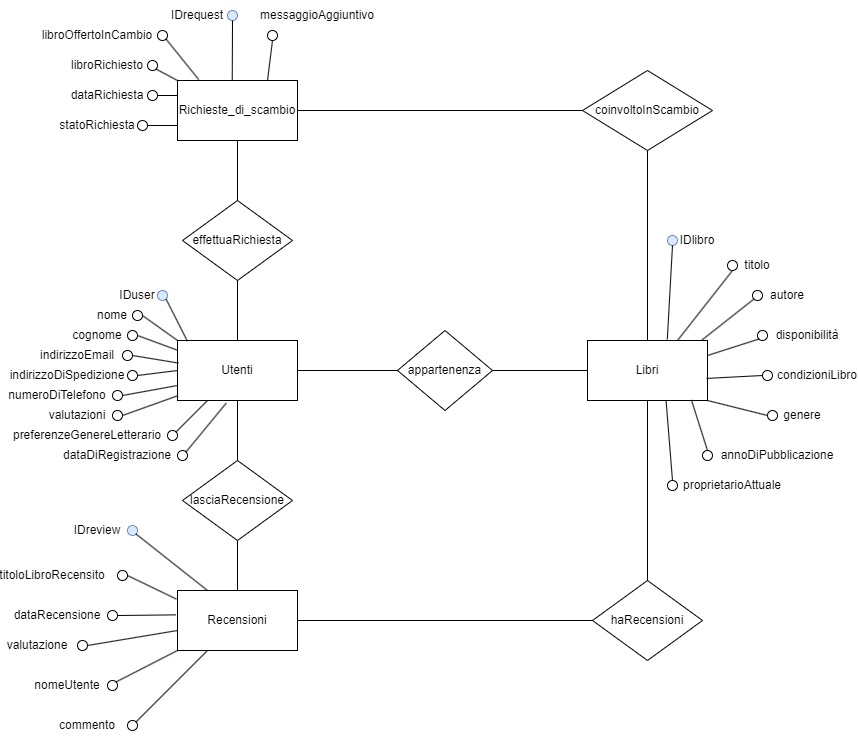 IDrequest
messaggioAggiuntivo
libroOffertoInCambio
libroRichiesto
dataRichiesta
statoRichiesta
Richieste_di_scambio
coinvoltoInScambio
effettuaRichiesta
IDlibro
titolo
autore
disponibilità
condizioniLibro
genere
annoDiPubblicazione
proprietarioAttuale
IDuser
nome
cognome
indirizzoEmail
indirizzoDiSpedizione
numeroDiTelefono
valutazioni
preferenzeGenereLetterario
dataDiRegistrazione
Utenti
appartenenza
Libri
lasciaRecensione
IDreview
titoloLibroRecensito
dataRecensione
valutazione
nomeUtente
commento
Recensioni
haRecensioni